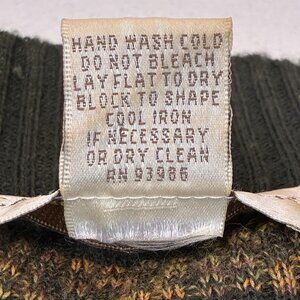 HAND WASH COLD
DO NOT BLEACH
LAY FLAT TO DRY
BLOCK TO SHAPE
COOL IRON
IF NECESSARY
OR DRY CLEAN
RN 93986